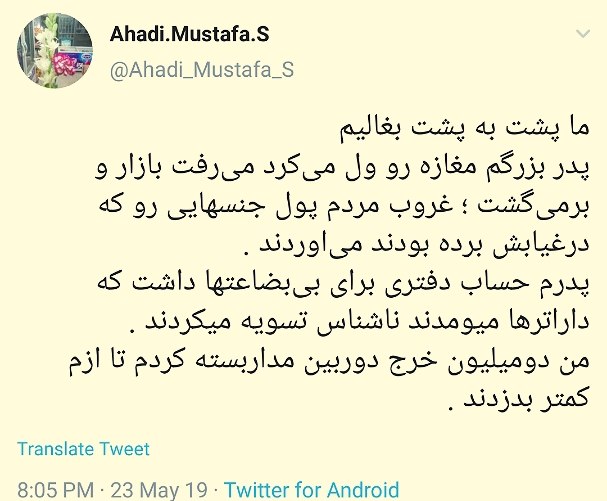 Ahadi.Mustafa.S
@Ahadi_Mustafa_S
ما پشت به پشت بغالیم
پدر بزرگم مغازه رو ول می‌کرد می‌رفت بازار و
برمی‌گشت ؛ غروب مردم پول جنسهایی رو که
درغیابش برده بودند می‌اوردند .
پدرم حساب دفتری برای بی‌بضاعتها داشت که
داراترها میومدند ناشناس تسویه میکردند .
من دومیلیون خرج دوربین مداربسته کردم تا ازم
کمتر بدزدند .
Translate Tweet
8:05 PM · 23 May 19 · Twitter for Android